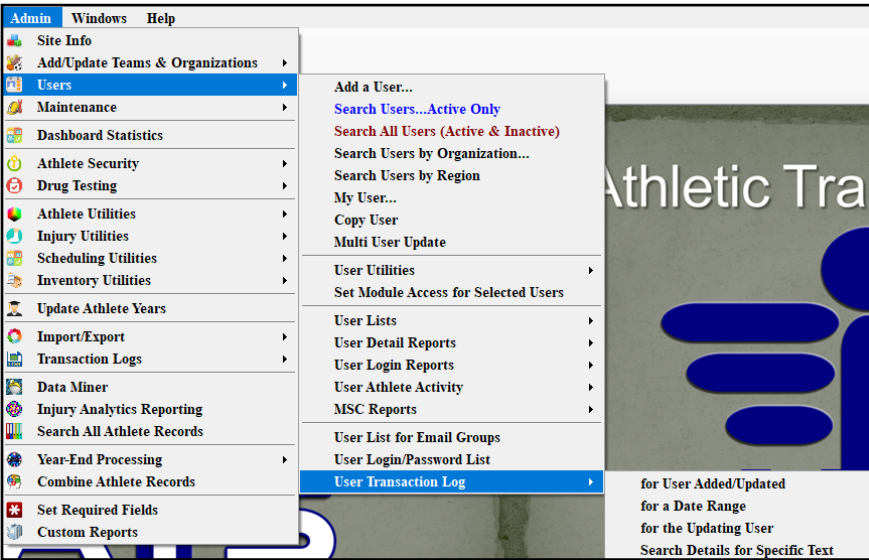 Admin Windows Help
Site Info
Add/Update Teams & Organizations
Users
Maintenance
Dashboard Statistics
Athlete Security
Drug Testing
Athlete Utilities
Injury Utilities
Scheduling Utilities
Inventory Utilities
Update Athlete Years
Import/Export
Transaction Logs
Data Miner
Injury Analytics Reporting
Search All Athlete Records
Year-End Processing
Combine Athlete Records
Set Required Fields
Custom Reports
Add a User...
Search Users...Active Only
Search All Users (Active & Inactive)
Search Users by Organization...
Search Users by Region
My User...
Copy User
Multi User Update
User Utilities
Set Module Access for Selected Users
User Lists
User Detail Reports
User Login Reports
User Athlete Activity
MSC Reports
User List for Email Groups
User Login/Password List
User Transaction Log
for User Added/Updated
for a Date Range
for the Updating User
Search Details for Specific Text
Athletic Tra